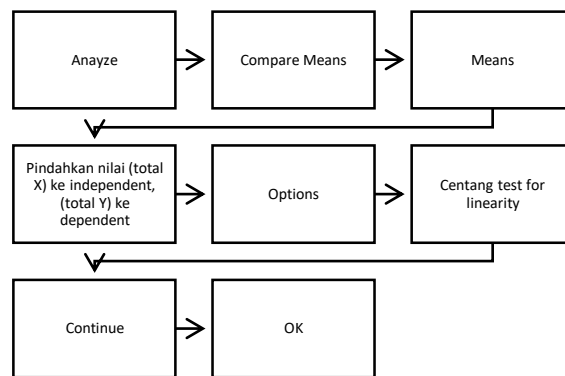 Anayze
Compare Means
Means
Pindahkan nilai (total
X) ke independent,
(total Y) ke
dependent
Options
Centang test for
linearity
Continue
OK